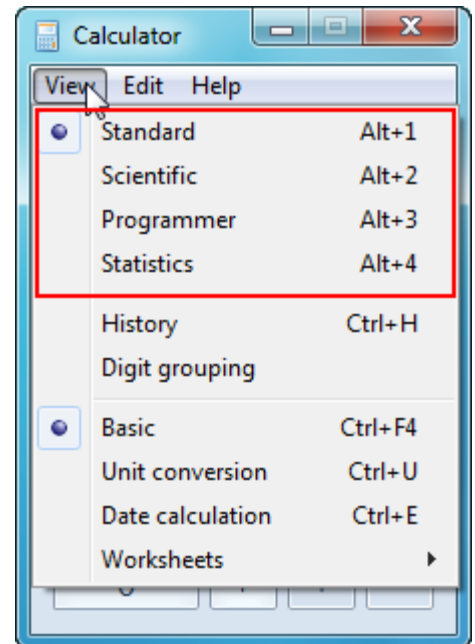 Calculator
View Edit Help
Standard Alt+1
Scientific Alt+2
Programmer Alt+3
Statistics Alt+4
History Ctrl+H
Digit grouping
Basic Ctrl+F4
Unit conversion Ctrl+U
Date calculation Ctrl+E
Worksheets